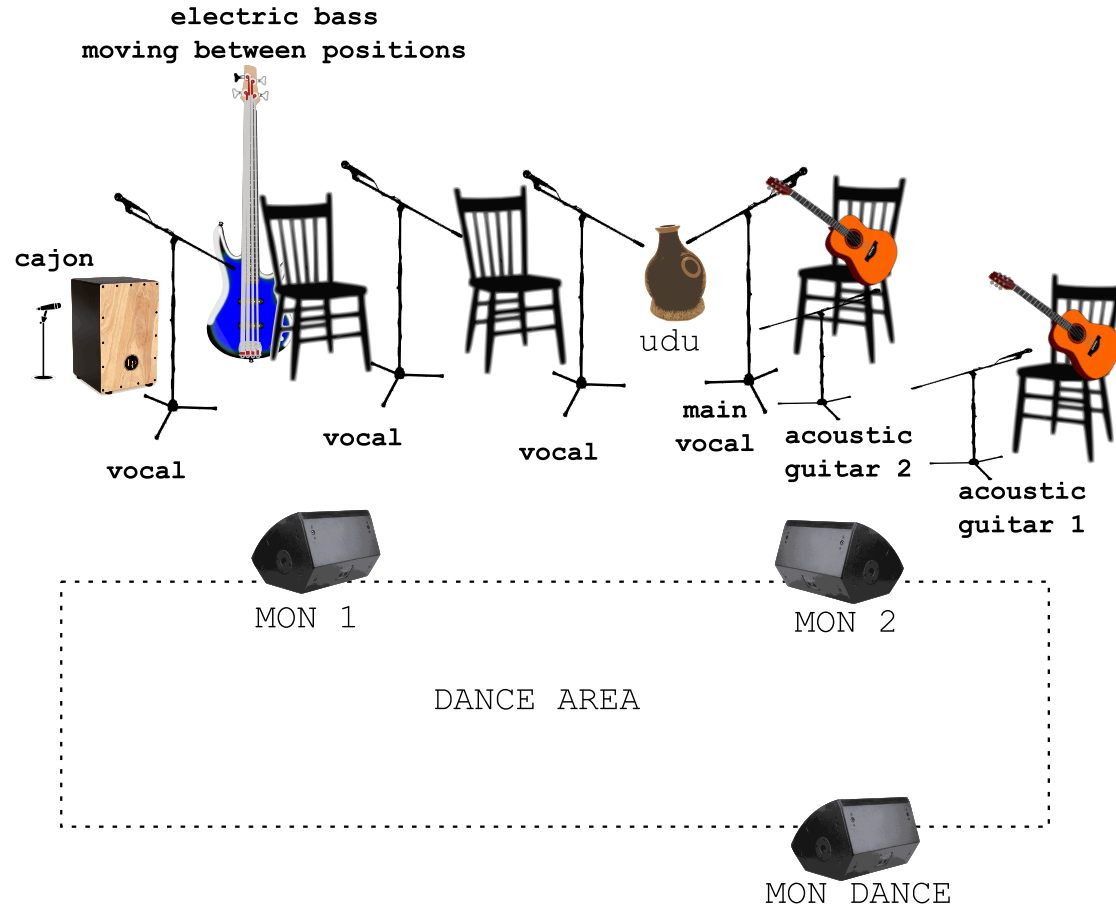 electric bass
moving between positions
cajon
udu
main
vocal
acoustic
guitar 2
vocal
vocal
vocal
acoustic
guitar 1
MON 1
MON 2
DANCE AREA
MON DANCE